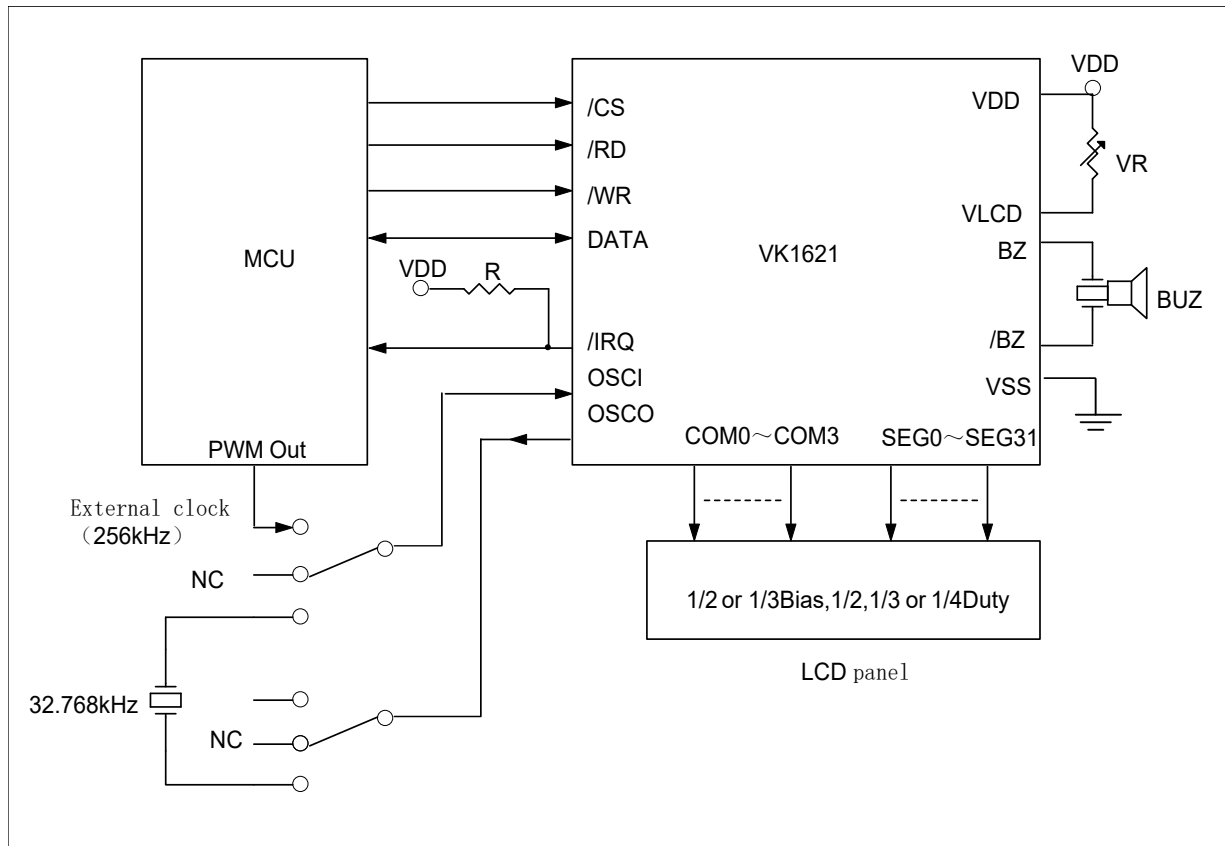 MCU
PWM Out
VK1621
/CS
/RD
/WR
DATA
VDD
R
/IRQ
OSCI
OSCO
VDD
VDD
VR
VLCD
BZ
BUZ
/BZ
VSS
COM0～COM3
SEG0～SEG31
External clock
（256kHz）
NC
32.768kHz
NC
1/2 or 1/3Bias,1/2,1/3 or 1/4Duty
LCD panel